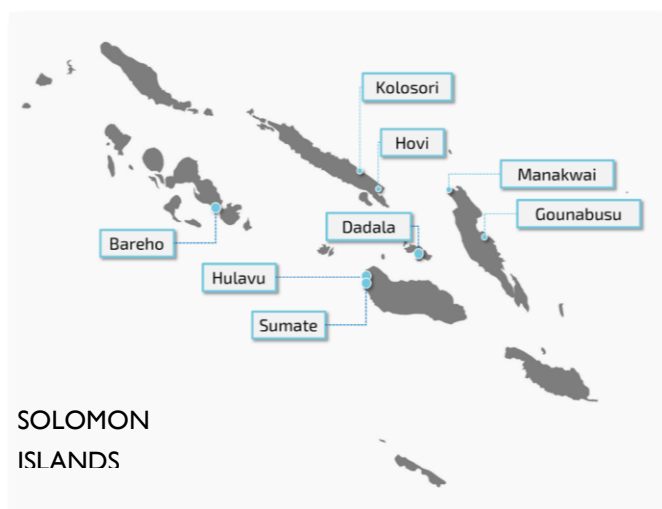 Kolosori
Hovi
Manakwai
Gounabusu
Dadala
Bareho
Hulavu
Sumate
SOLOMON
ISLANDS